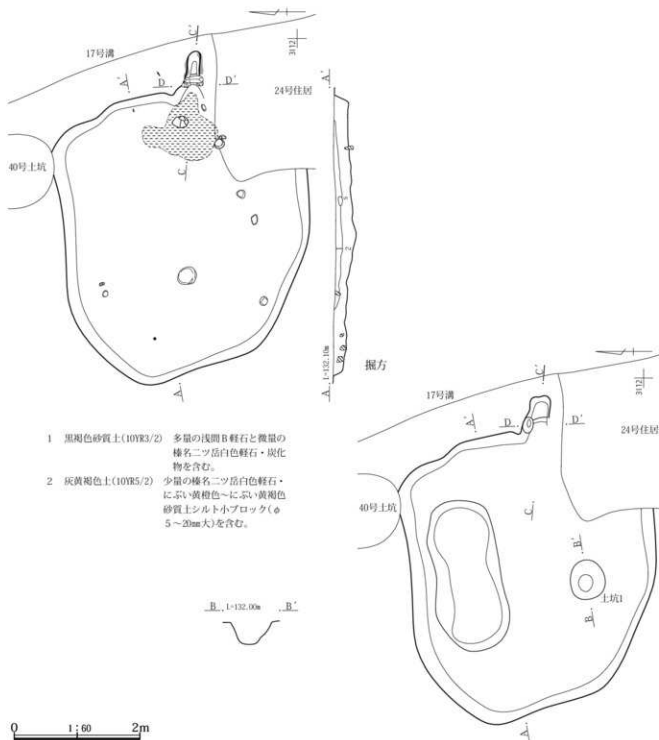 C'
17号溝
312
A'
D
D'
24号住居
A'
40号土坑
C
S
1
2
A
A L=132.10m
掘方
1 黒褐色砂質土(10YR3/2) 多量の浅間B軽石と微量の
榛名二ツ岳白色軽石・炭化
物を含む。
2 灰黄褐色土(10YR5/2) 少量の榛名二ツ岳白色軽石・
にぶい黄橙色～にぶい黄褐色
砂質土シルト小ブロック(φ
5～20㎜大)を含む。
C'
17号溝
312
A'
D
D'
24号住居
40号土坑
C
B'
土坑1
B
A
B L=132.00m B'
0 1:60 2m